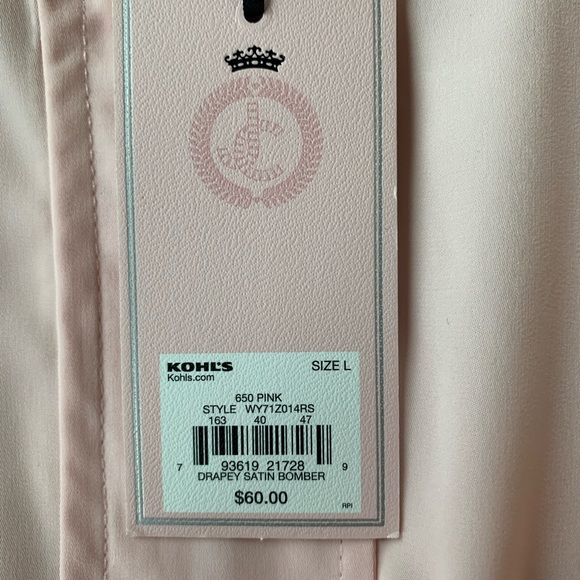 KOHL'S SIZE L
Kohls.com
650 PINK
STYLE WY71Z014RS
163 40 47
7 93619 21728 9
DRAPEY SATIN BOMBER
$60.00
RPI